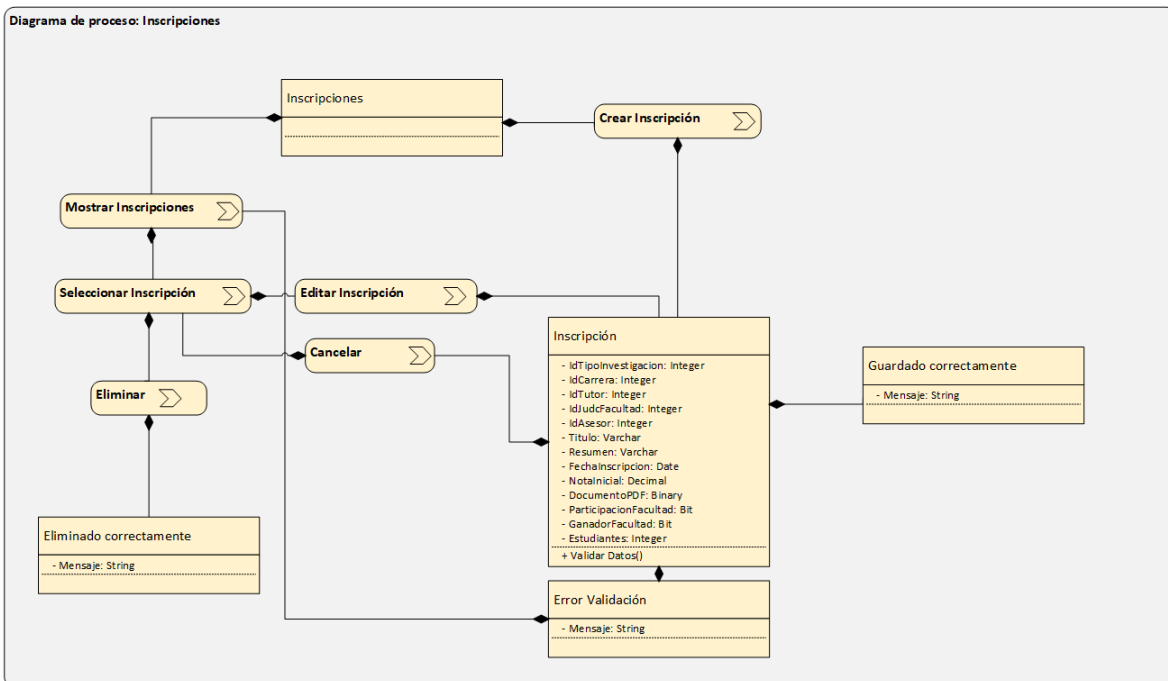 Diagrama de proceso: Inscripciones
Inscripciones
Crear Inscripción
Mostrar Inscripciones
Seleccionar Inscripción
Editar Inscripción
Cancelar
Eliminar
Inscripción
- IdTipoInvestigacion: Integer
- IdCarrera: Integer
- IdTutor: Integer
- IdJudcFacultad: Integer
- IdAsesor: Integer
- Titulo: Varchar
- Resumen: Varchar
- FechaInscripcion: Date
- NotaInicial: Decimal
- DocumentoPDF: Binary
- ParticipacionFacultad: Bit
- GanadorFacultad: Bit
- Estudiantes: Integer
+ Validar Datos()
Guardado correctamente
- Mensaje: String
Eliminado correctamente
- Mensaje: String
Error Validación
- Mensaje: String